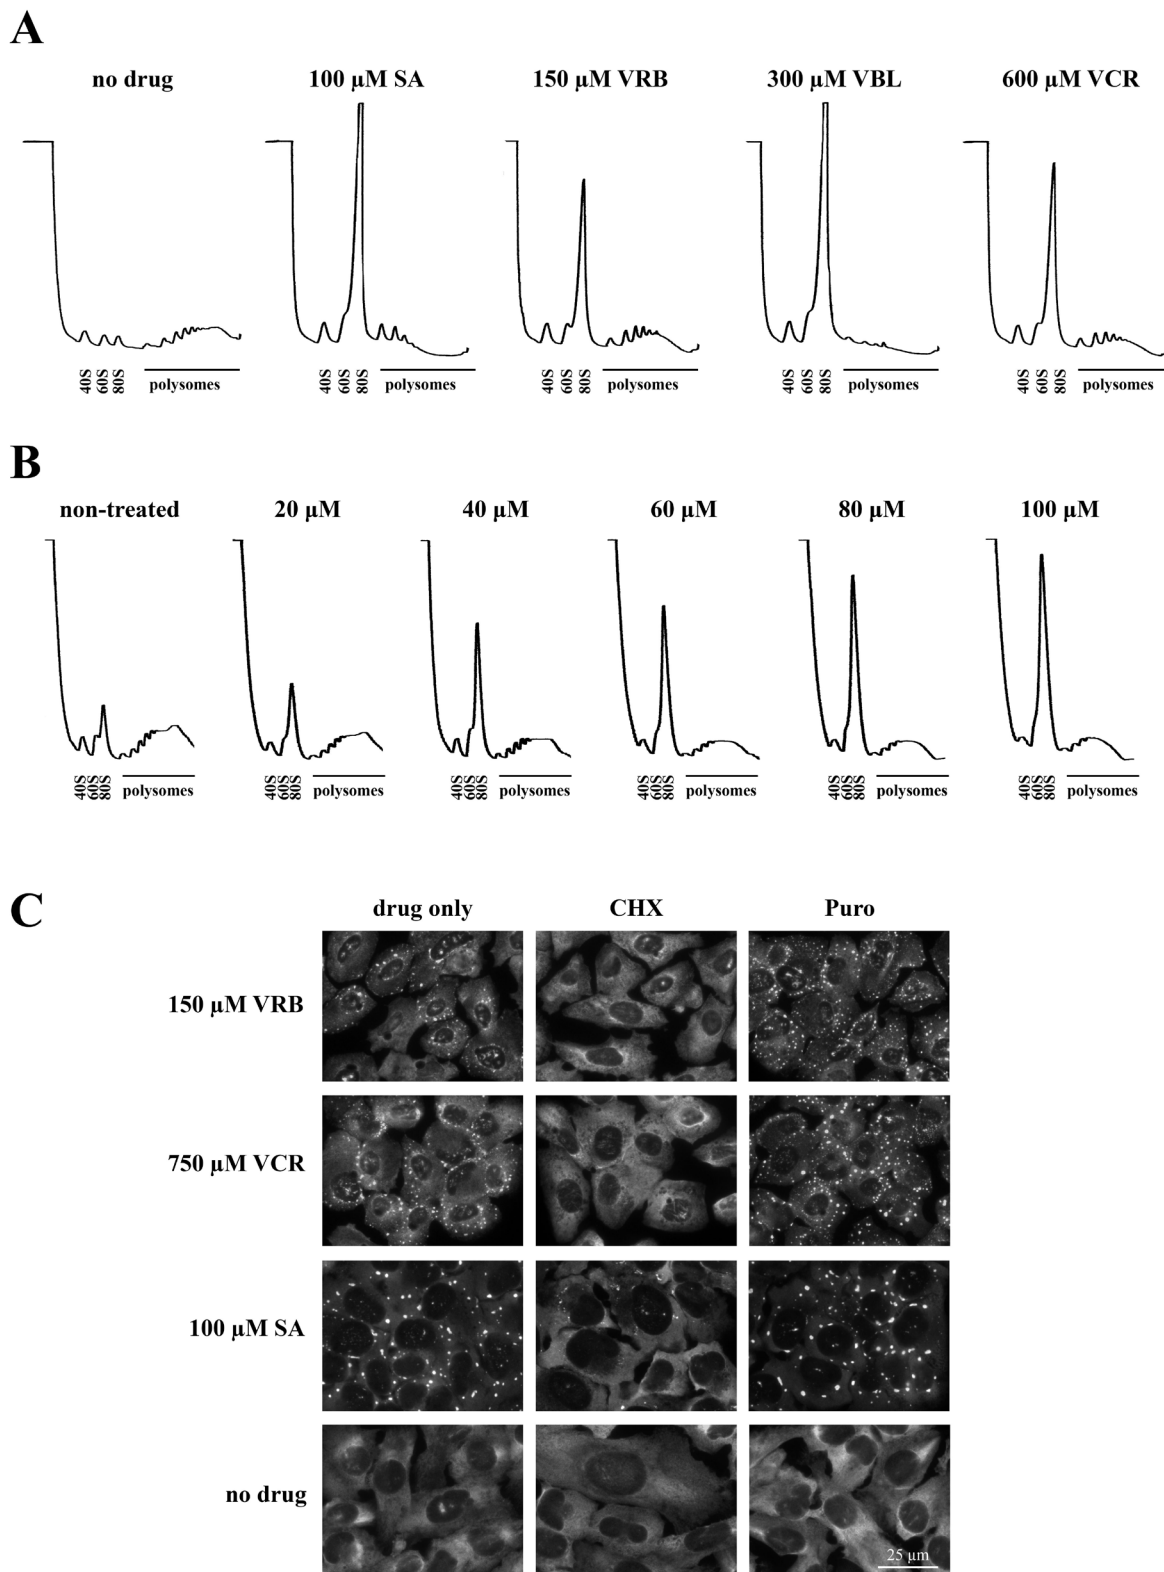 A
no drug 100 µM SA 150 µM VRB 300 µM VBL 600 µM VCR
40S 60S 80S polysomes 40S 60S 80S polysomes 40S 60S 80S polysomes 40S 60S 80S polysomes 40S 60S 80S polysomes
B
non-treated 20 µM 40 µM 60 µM 80 µM 100 µM
40S 60S 80S polysomes 40S 60S 80S polysomes 40S 60S 80S polysomes 40S 60S 80S polysomes 40S 60S 80S polysomes 40S 60S 80S polysomes
C
drug only CHX Puro
150 µM VRB
750 µM VCR
100 µM SA
no drug
25 µm